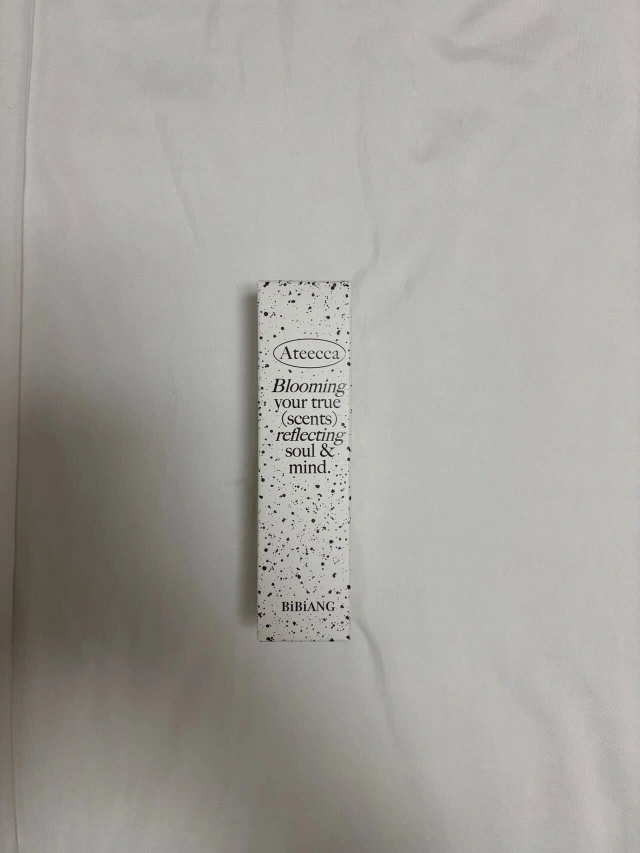 Ateecca
Blooming
your true
(scents)
reflecting
soul &
mind.
BiBiANG